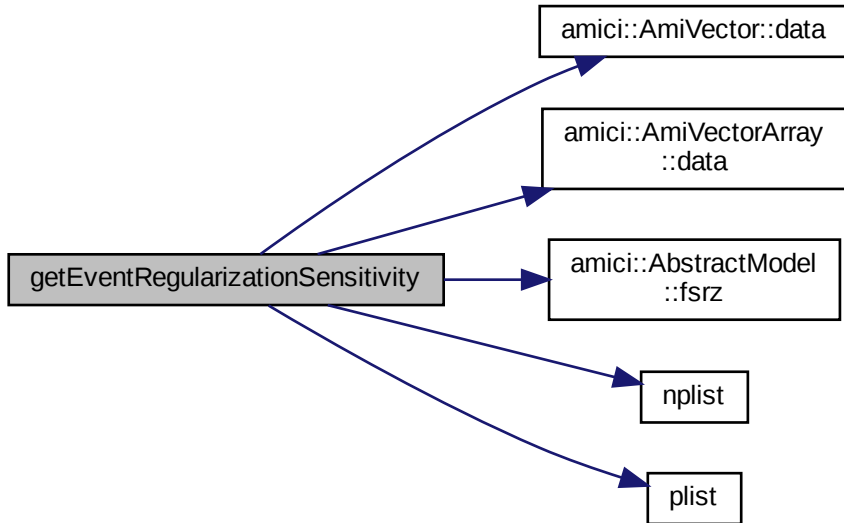 amici::AmiVector::data
amici::AmiVectorArray
::data
getEventRegularizationSensitivity
amici::AbstractModel
::fsrz
nplist
plist